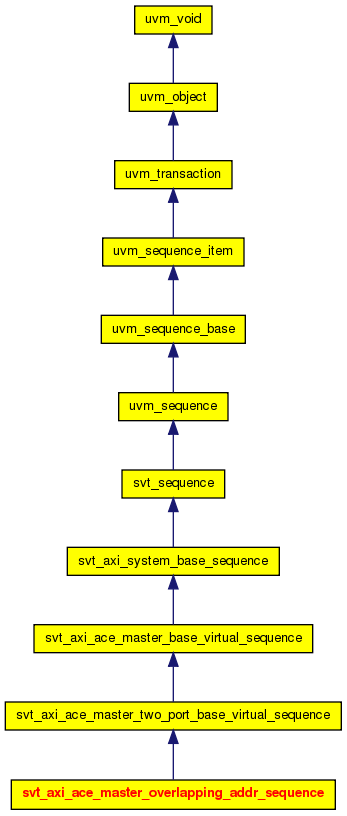 uvm_void
uvm_object
uvm_transaction
uvm_sequence_item
uvm_sequence_base
uvm_sequence
svt_sequence
svt_axi_system_base_sequence
svt_axi_ace_master_base_virtual_sequence
svt_axi_ace_master_two_port_base_virtual_sequence
svt_axi_ace_master_overlapping_addr_sequence